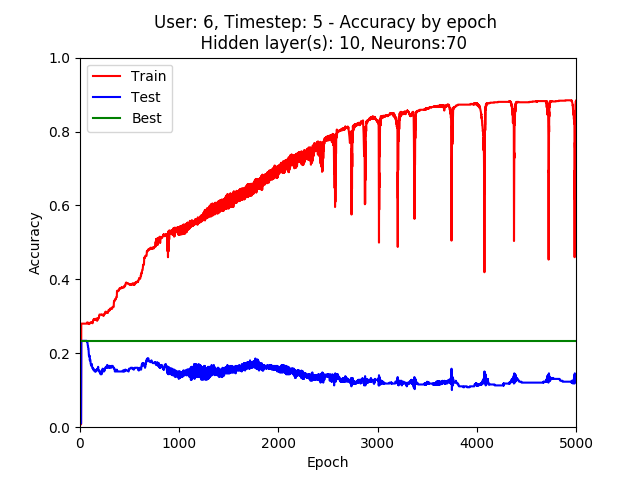 User: 6, Timestep: 5 - Accuracy by epoch
Hidden layer(s): 10, Neurons:70
Train
Test
Best
1.0
0.8
0.6
0.4
0.2
0.0
Accuracy
0 1000 2000 3000 4000 5000
Epoch